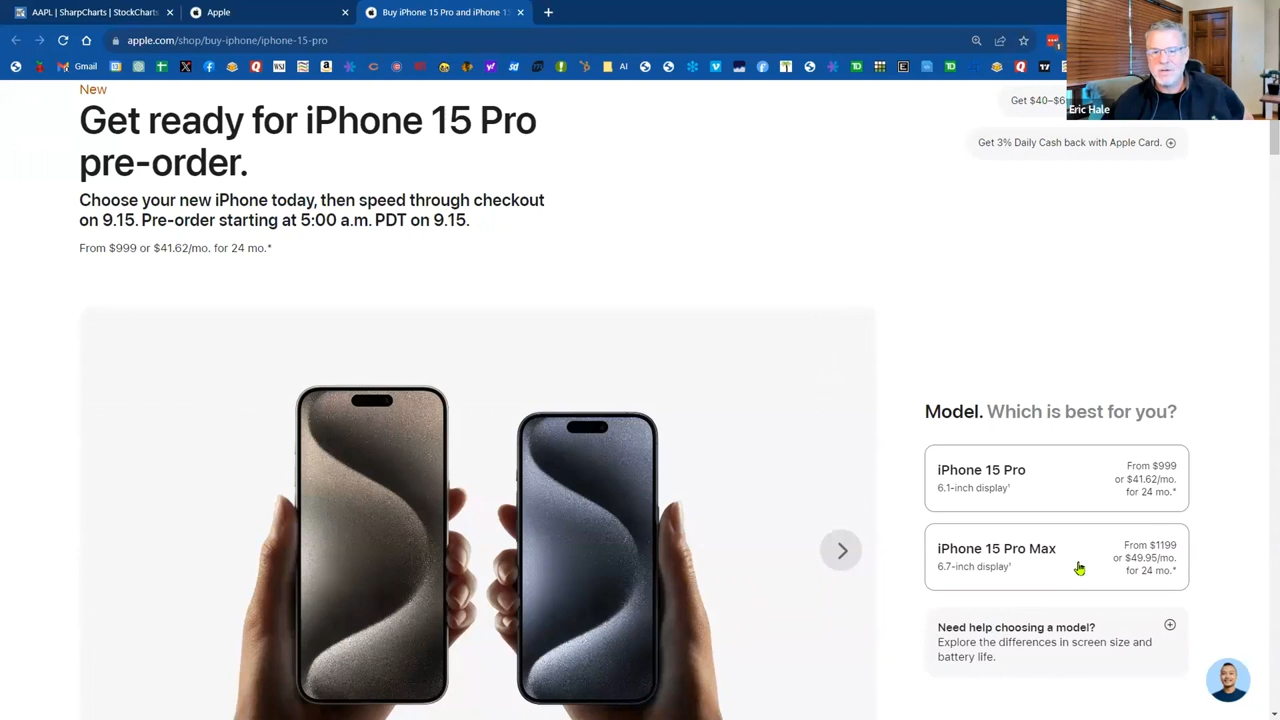 AAPL | SharpCharts | StockCharts
Apple
Buy iPhone 15 Pro and iPhone 15
apple.com/shop/buy-iphone/iphone-15-pro
Gmail
AI
Eric Hale
New
Get ready for iPhone 15 Pro
pre-order.
Choose your new iPhone today, then speed through checkout
on 9.15. Pre-order starting at 5:00 a.m. PDT on 9.15.
From $999 or $41.62/mo. for 24 mo.*
Get $40–$6
Get 3% Daily Cash back with Apple Card.
Model. Which is best for you?
iPhone 15 Pro
6.1-inch display¹
From $999
or $41.62/mo.
for 24 mo.*
iPhone 15 Pro Max
6.7-inch display¹
From $1199
or $49.95/mo.
for 24 mo.*
Need help choosing a model?
Explore the differences in screen size and
battery life.